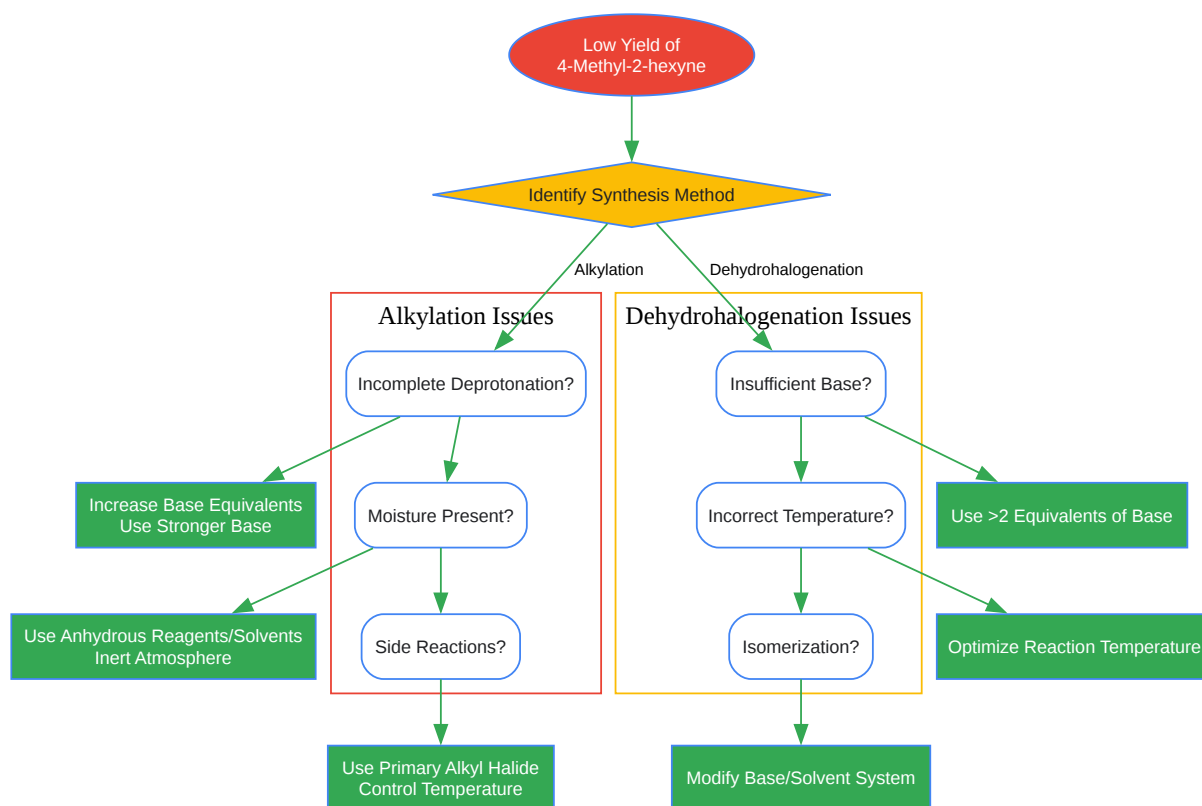 Low Yield of
4-Methyl-2-hexyne
Identify Synthesis Method
Alkylation
Dehydrohalogenation
Alkylation Issues
Dehydrohalogenation Issues
Incomplete Deprotonation?
Insufficient Base?
Increase Base Equivalents
Use Stronger Base
Moisture Present?
Incorrect Temperature?
Use >2 Equivalents of Base
Use Anhydrous Reagents/Solvents
Inert Atmosphere
Side Reactions?
Isomerization?
Optimize Reaction Temperature
Use Primary Alkyl Halide
Control Temperature
Modify Base/Solvent System